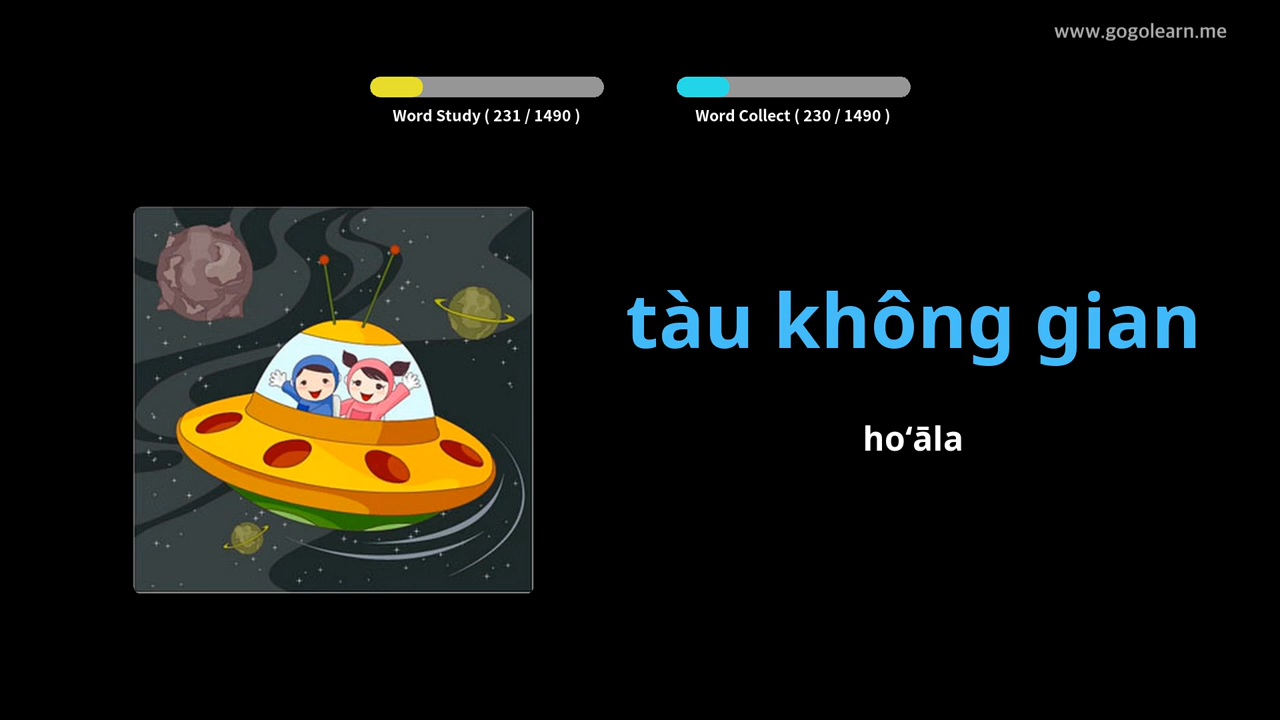 www.gogolearn.me
Word Study ( 231 / 1490 )
Word Collect ( 230 / 1490 )
tàu không gian
hoʻāla